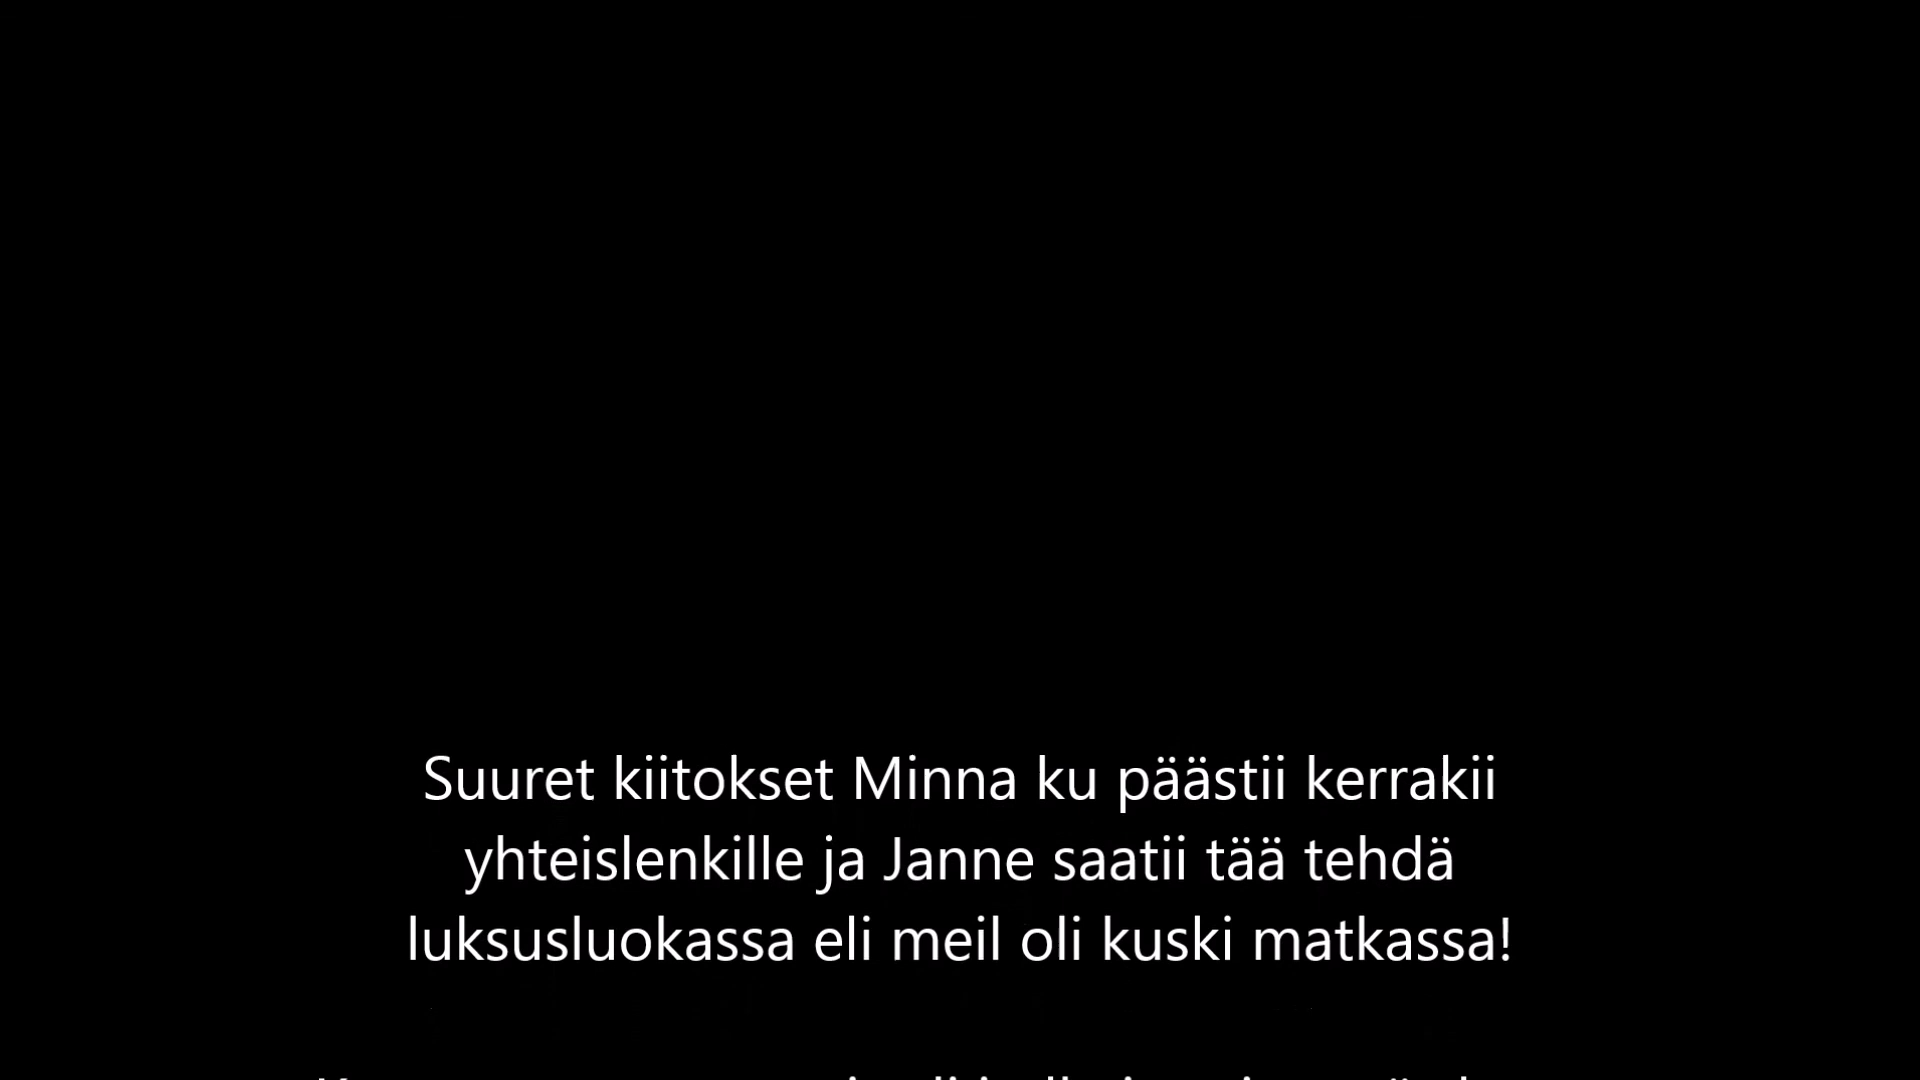 Suuret kiitokset Minna ku päästii kerrakii
yhteislenkille ja Janne saatii tää tehdä
luksusluokassa eli meil oli kuski matkassa!